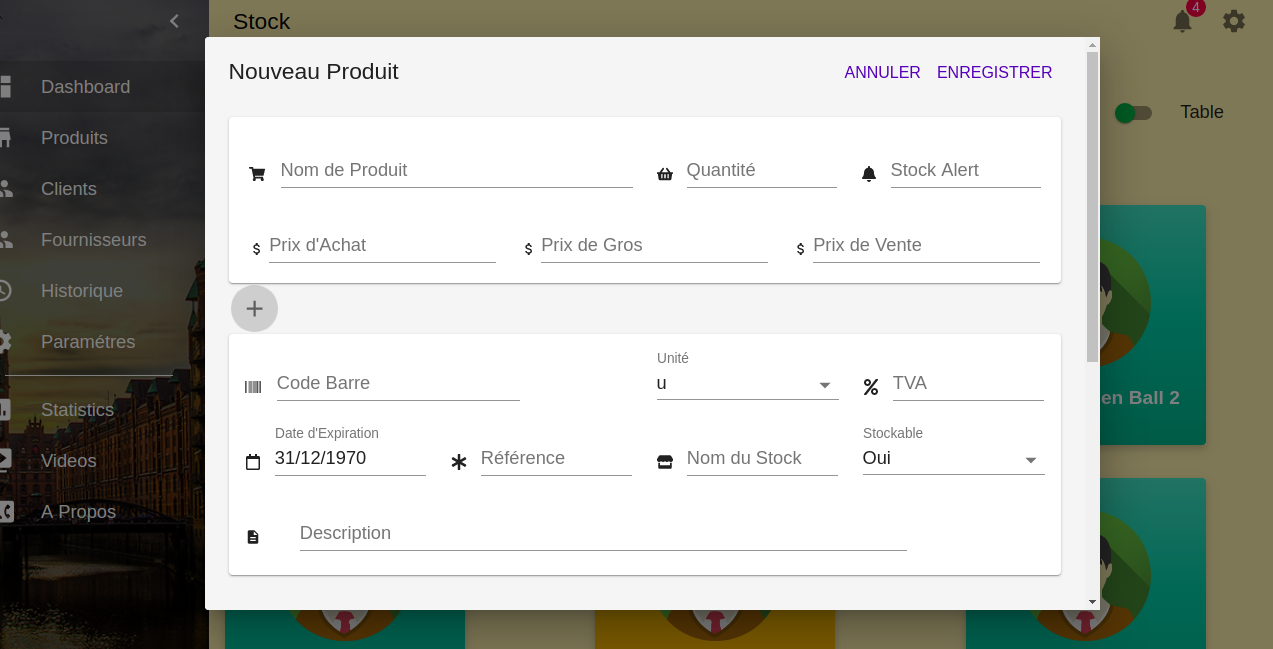 Stock
4
Dashboard
Produits
Clients
Fournisseurs
Historique
Paramétres
Statistics
Videos
A Propos
Table
Nouveau Produit
ANNULER ENREGISTRER
Nom de Produit Quantité Stock Alert
$ Prix d'Achat $ Prix de Gros $ Prix de Vente
Unité
Code Barre u % TVA
Date d'Expiration Stockable
31/12/1970 Référence Nom du Stock Oui
Description
en Ball 2